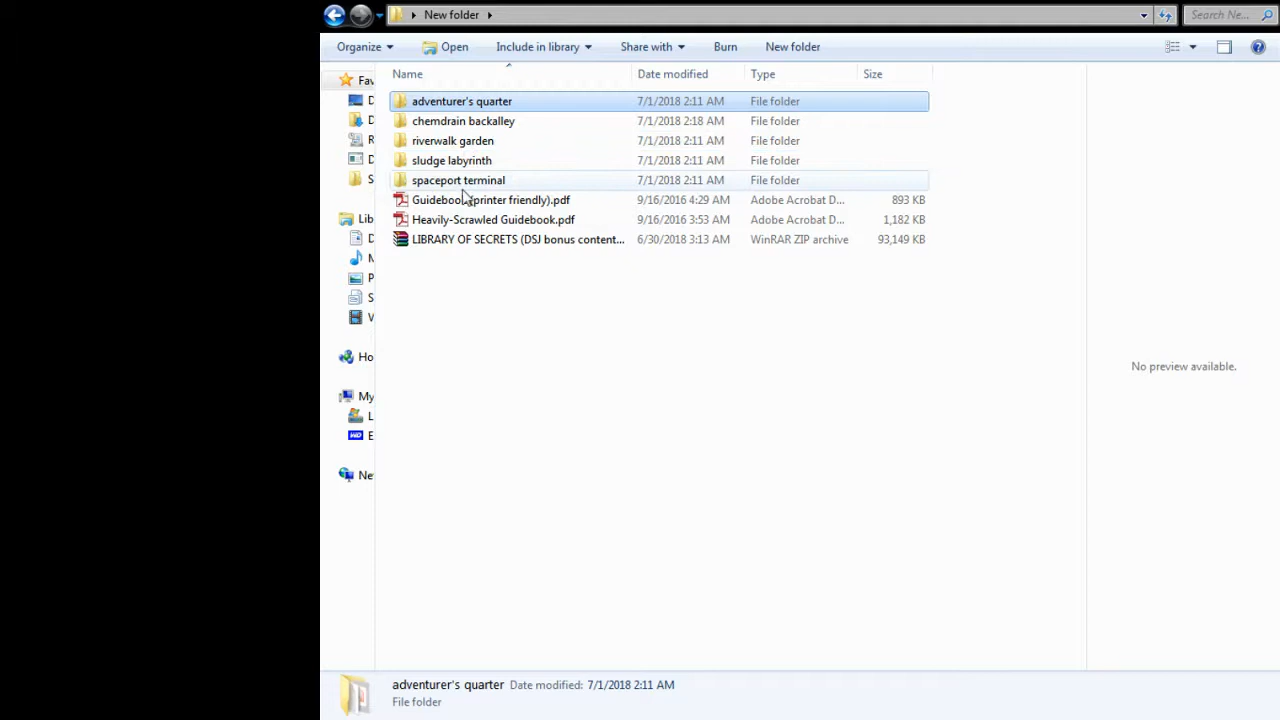 New folder
Search Ne...
Organize Open Include in library Share with Burn New folder
Name Date modified Type Size
Fav
adventurer's quarter 7/1/2018 2:11 AM File folder
D
chemdrain backalley 7/1/2018 2:18 AM File folder
D
riverwalk garden 7/1/2018 2:11 AM File folder
R
sludge labyrinth 7/1/2018 2:11 AM File folder
D
spaceport terminal 7/1/2018 2:11 AM File folder
S
Guidebook (printer friendly).pdf 9/16/2016 4:29 AM Adobe Acrobat D... 893 KB
Heavily-Scrawled Guidebook.pdf 9/16/2016 3:53 AM Adobe Acrobat D... 1,182 KB
Lib
LIBRARY OF SECRETS (DSJ bonus content... 6/30/2018 3:13 AM WinRAR ZIP archive 93,149 KB
D
M
P
S
V
Ho
No preview available.
My
L
WD E
Ne
adventurer's quarter Date modified: 7/1/2018 2:11 AM
File folder